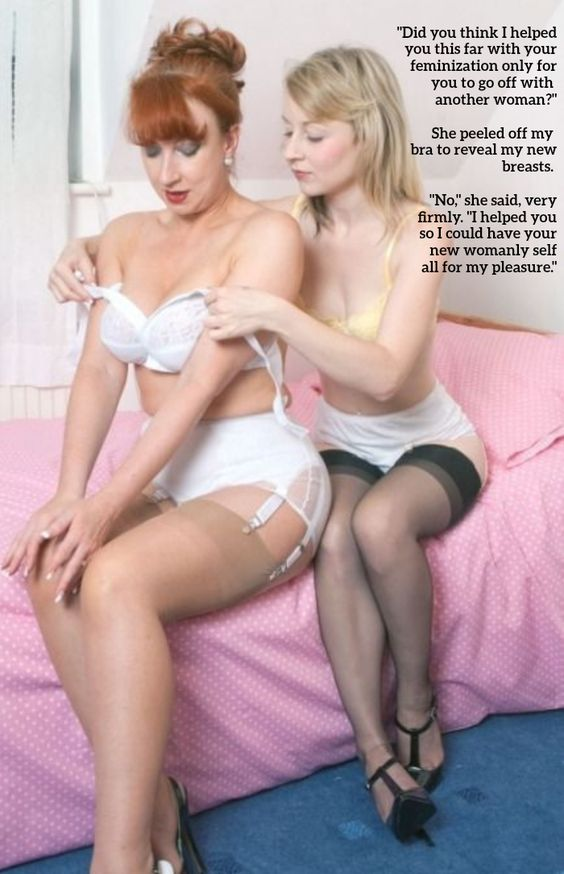 "Did you think I helped
you this far with your
feminization only for
you to go off with
another woman?"
She peeled off my
bra to reveal my new
breasts.
"No," she said, very
firmly. "I helped you
so I could have your
new womanly self
all for my pleasure."